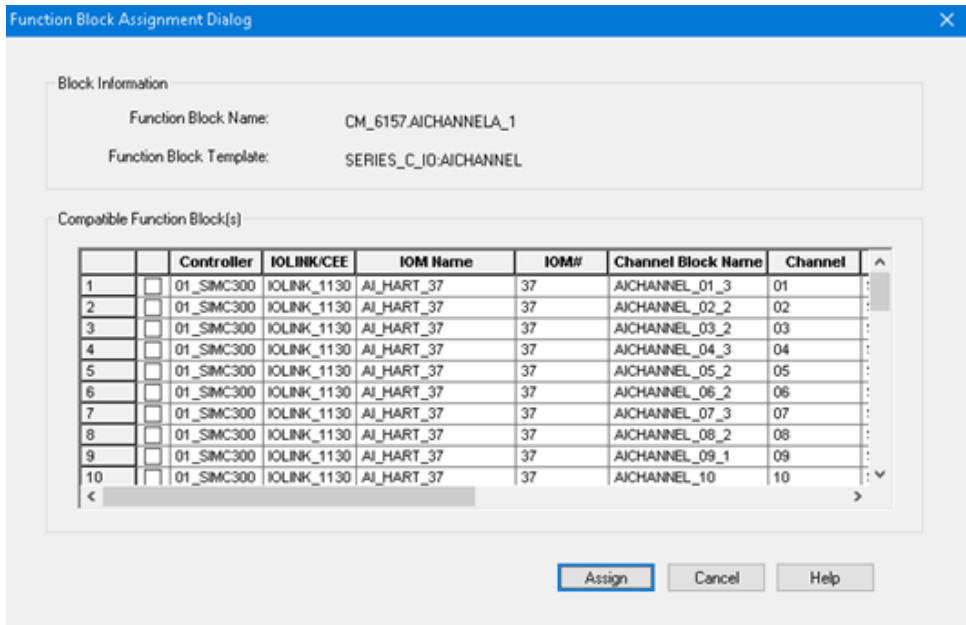 Function Block Assignment Dialog
Block Information
Function Block Name: CM_6157.AICHANNELA_1
Function Block Template: SERIES_C_IO:AICHANNEL
Compatible Function Block(s)
Controller IOLINK/CEE IOM Name IOM# Channel Block Name Channel
1 01_SIMC300 IOLINK_1130 AI_HART_37 37 AICHANNEL_01_3 01
2 01_SIMC300 IOLINK_1130 AI_HART_37 37 AICHANNEL_02_2 02
3 01_SIMC300 IOLINK_1130 AI_HART_37 37 AICHANNEL_03_2 03
4 01_SIMC300 IOLINK_1130 AI_HART_37 37 AICHANNEL_04_3 04
5 01_SIMC300 IOLINK_1130 AI_HART_37 37 AICHANNEL_05_2 05
6 01_SIMC300 IOLINK_1130 AI_HART_37 37 AICHANNEL_06_2 06
7 01_SIMC300 IOLINK_1130 AI_HART_37 37 AICHANNEL_07_3 07
8 01_SIMC300 IOLINK_1130 AI_HART_37 37 AICHANNEL_08_2 08
9 01_SIMC300 IOLINK_1130 AI_HART_37 37 AICHANNEL_09_1 09
10 01_SIMC300 IOLINK_1130 AI_HART_37 37 AICHANNEL_10 10
Assign Cancel Help